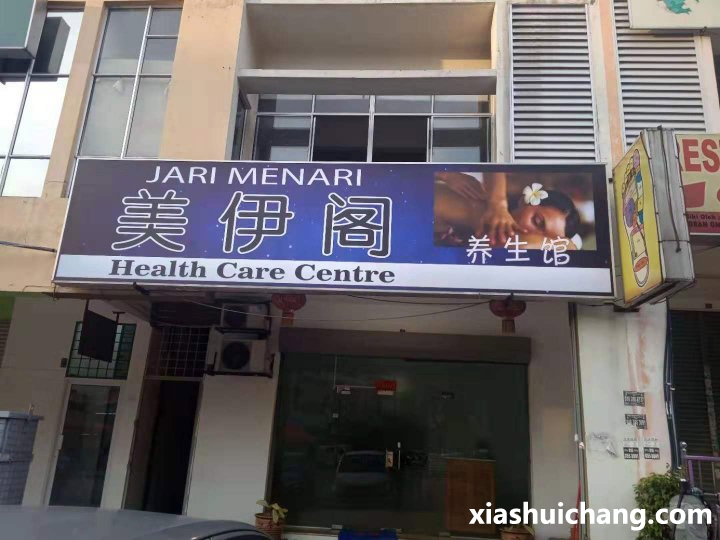 JARI MENARI
美伊阁
养生馆
Health Care Centre
xiashuichang.com